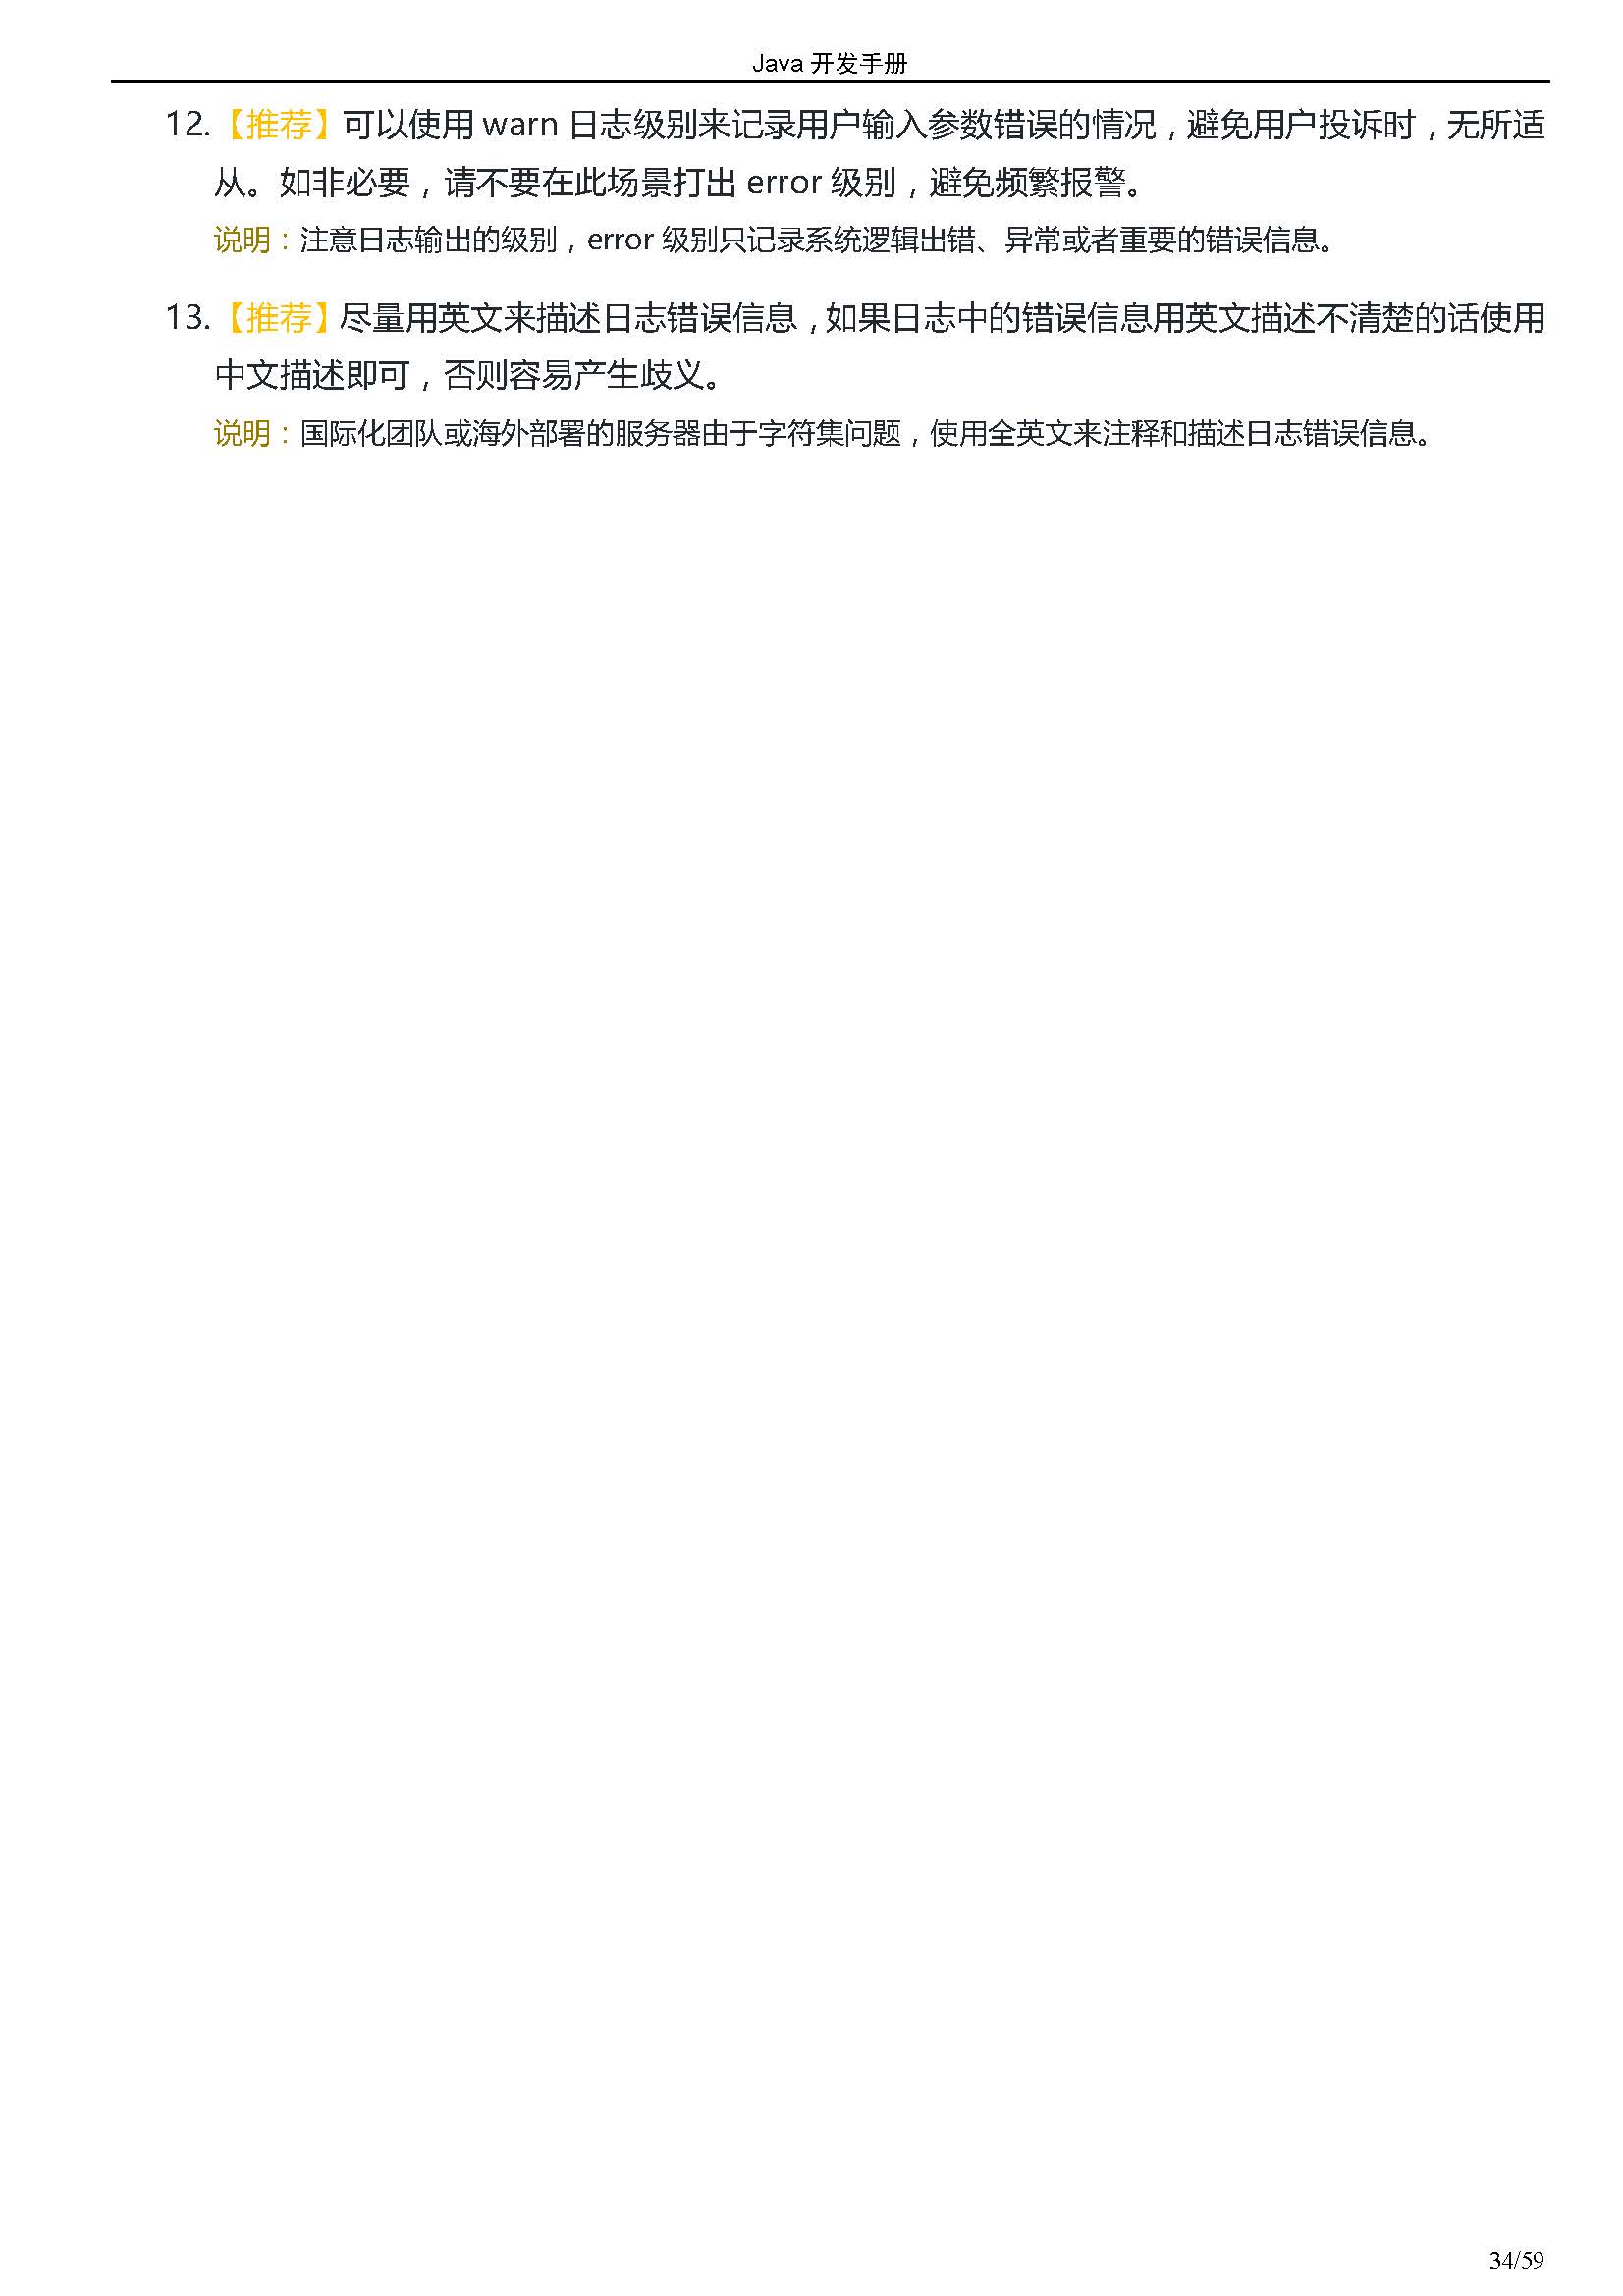 Java 开发手册
12.【推荐】可以使用 warn 日志级别来记录用户输入参数错误的情况，避免用户投诉时，无所适
从。如非必要，请不要在此场景打出 error 级别，避免频繁报警。
说明：注意日志输出的级别，error 级别只记录系统逻辑出错、异常或者重要的错误信息。
13.【推荐】尽量用英文来描述日志错误信息，如果日志中的错误信息用英文描述不清楚的话使用
中文描述即可，否则容易产生歧义。
说明：国际化团队或海外部署的服务器由于字符集问题，使用全英文来注释和描述日志错误信息。
34/59